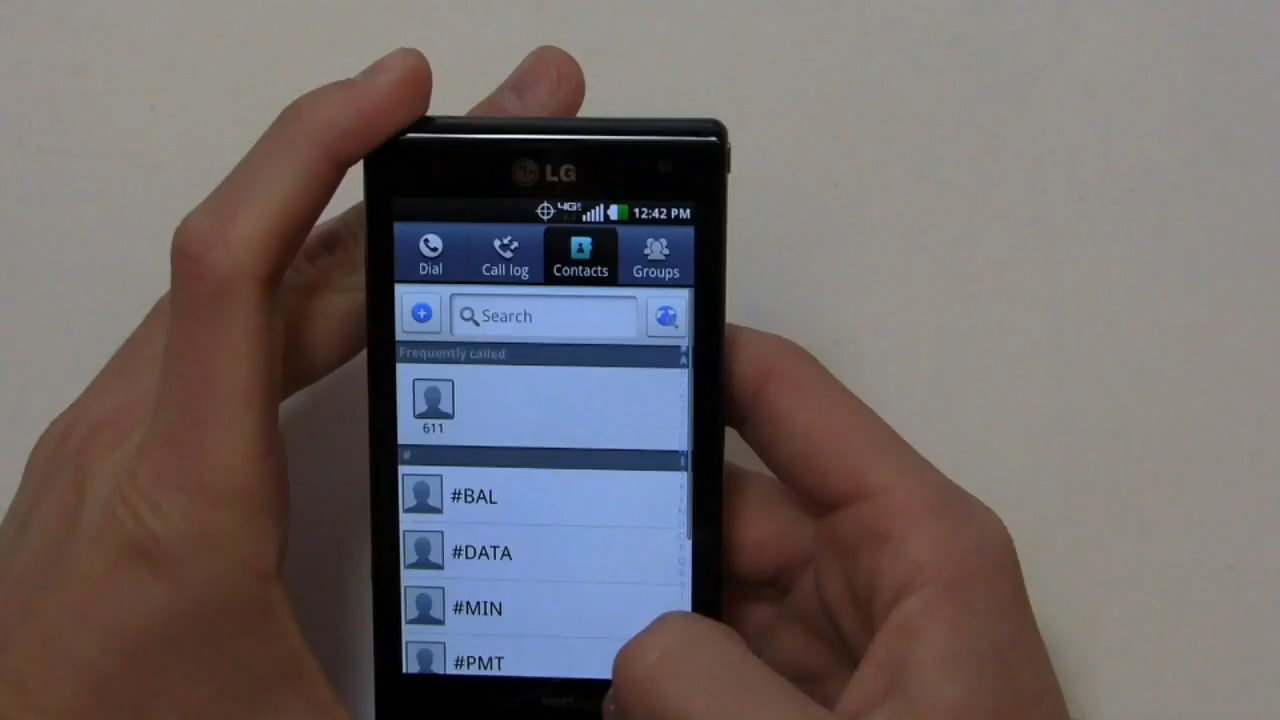 LG
4G 12:42 PM
Dial Call log Contacts Groups
Search
Frequently called
611
#
#BAL
#DATA
#MIN
#PMT